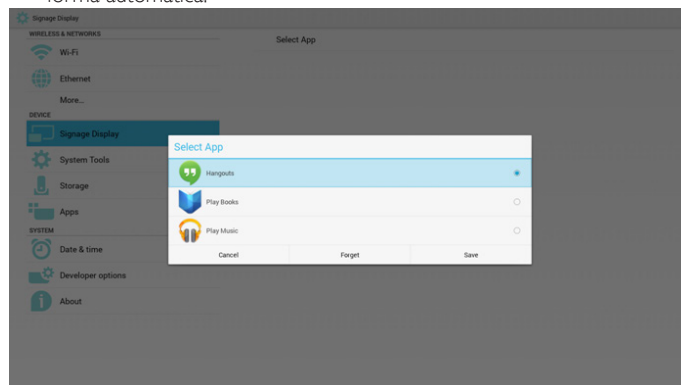 forma automática.
Signage Display
WIRELESS & NETWORKS
Select App
Wi-Fi
Ethernet
More...
DEVICE
Signage Display
System Tools
Storage
Apps
SYSTEM
Date & time
Developer options
About
Select App
Hangouts
Play Books
Play Music
Cancel Forget Save